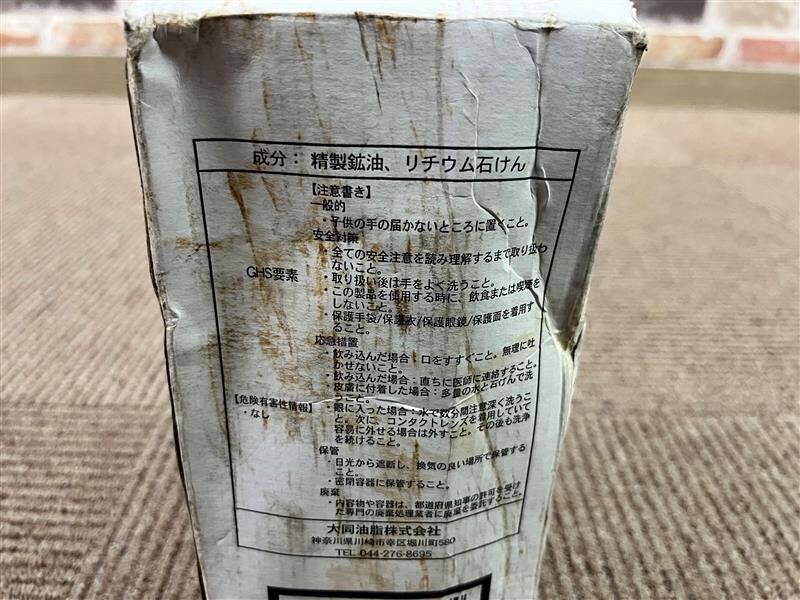 成分： 精製鉱油、リチウム石けん
GHS要素
【危険有害性情報】
・なし
【注意書き】
一般的
・子供の手の届かないところに置くこと。
安全対策
・全ての安全注意を読み理解するまで取り扱わ
ないこと。
・取り扱い後は手をよく洗うこと。
・この製品を使用する時に、飲食または喫煙を
しないこと。
・保護手袋/保護衣/保護眼鏡/保護面を着用す
ること。
応急措置
・飲み込んだ場合：口をすすぐこと。無理に吐
かせないこと。
・飲み込んだ場合：直ちに医師に連絡すること。
・皮膚に付着した場合：多量の水と石けんで洗
うこと。
・眼に入った場合：水で数分間注意深く洗うこ
と。次に、コンタクトレンズを着用していて
容易に外せる場合は外すこと。その後も洗浄
を続けること。
保管
・日光から遮断し、換気の良い場所で保管する
こと。
・密閉容器に保管すること。
廃棄
・内容物や容器は、都道府県知事の許可を受け
た専門の廃棄処理業者に廃棄を委託すること。
大同油脂株式会社
神奈川県川崎市幸区堀川町580
TEL 044-276-8695